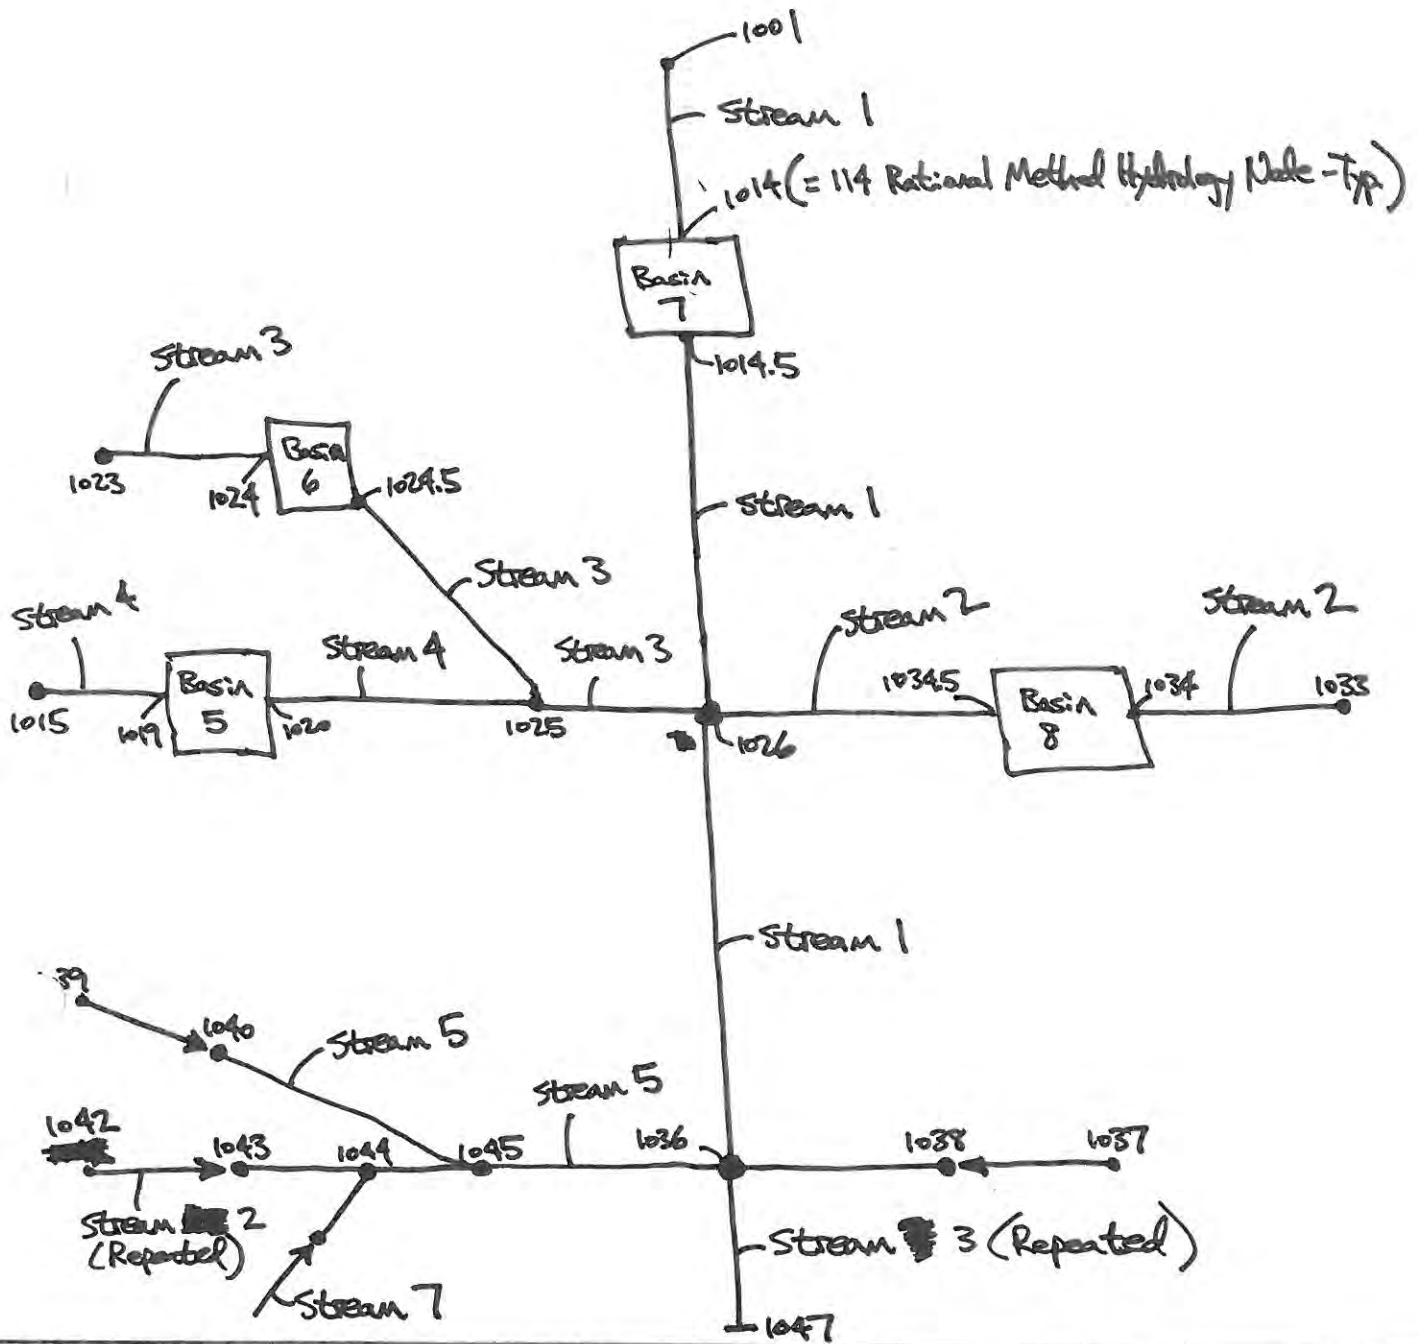 1001
Stream 1
1014 (= 114 Rational Method Hydrology Node - Typ.)
Basin
7
1014.5
Stream 3
Basin
6
1023
1024
1024.5
Stream 1
Stream 3
Stream 4
Stream 4
Stream 3
Stream 2
Stream 2
Basin
5
1034.5
Basin
8
1034
1033
1015
1019
1020
1025
1026
Stream 1
39
1040
Stream 5
Stream 5
1042
1043
1044
1045
1036
1038
1037
Stream 2
(Repeated)
Stream 3 (Repeated)
Stream 7
1047